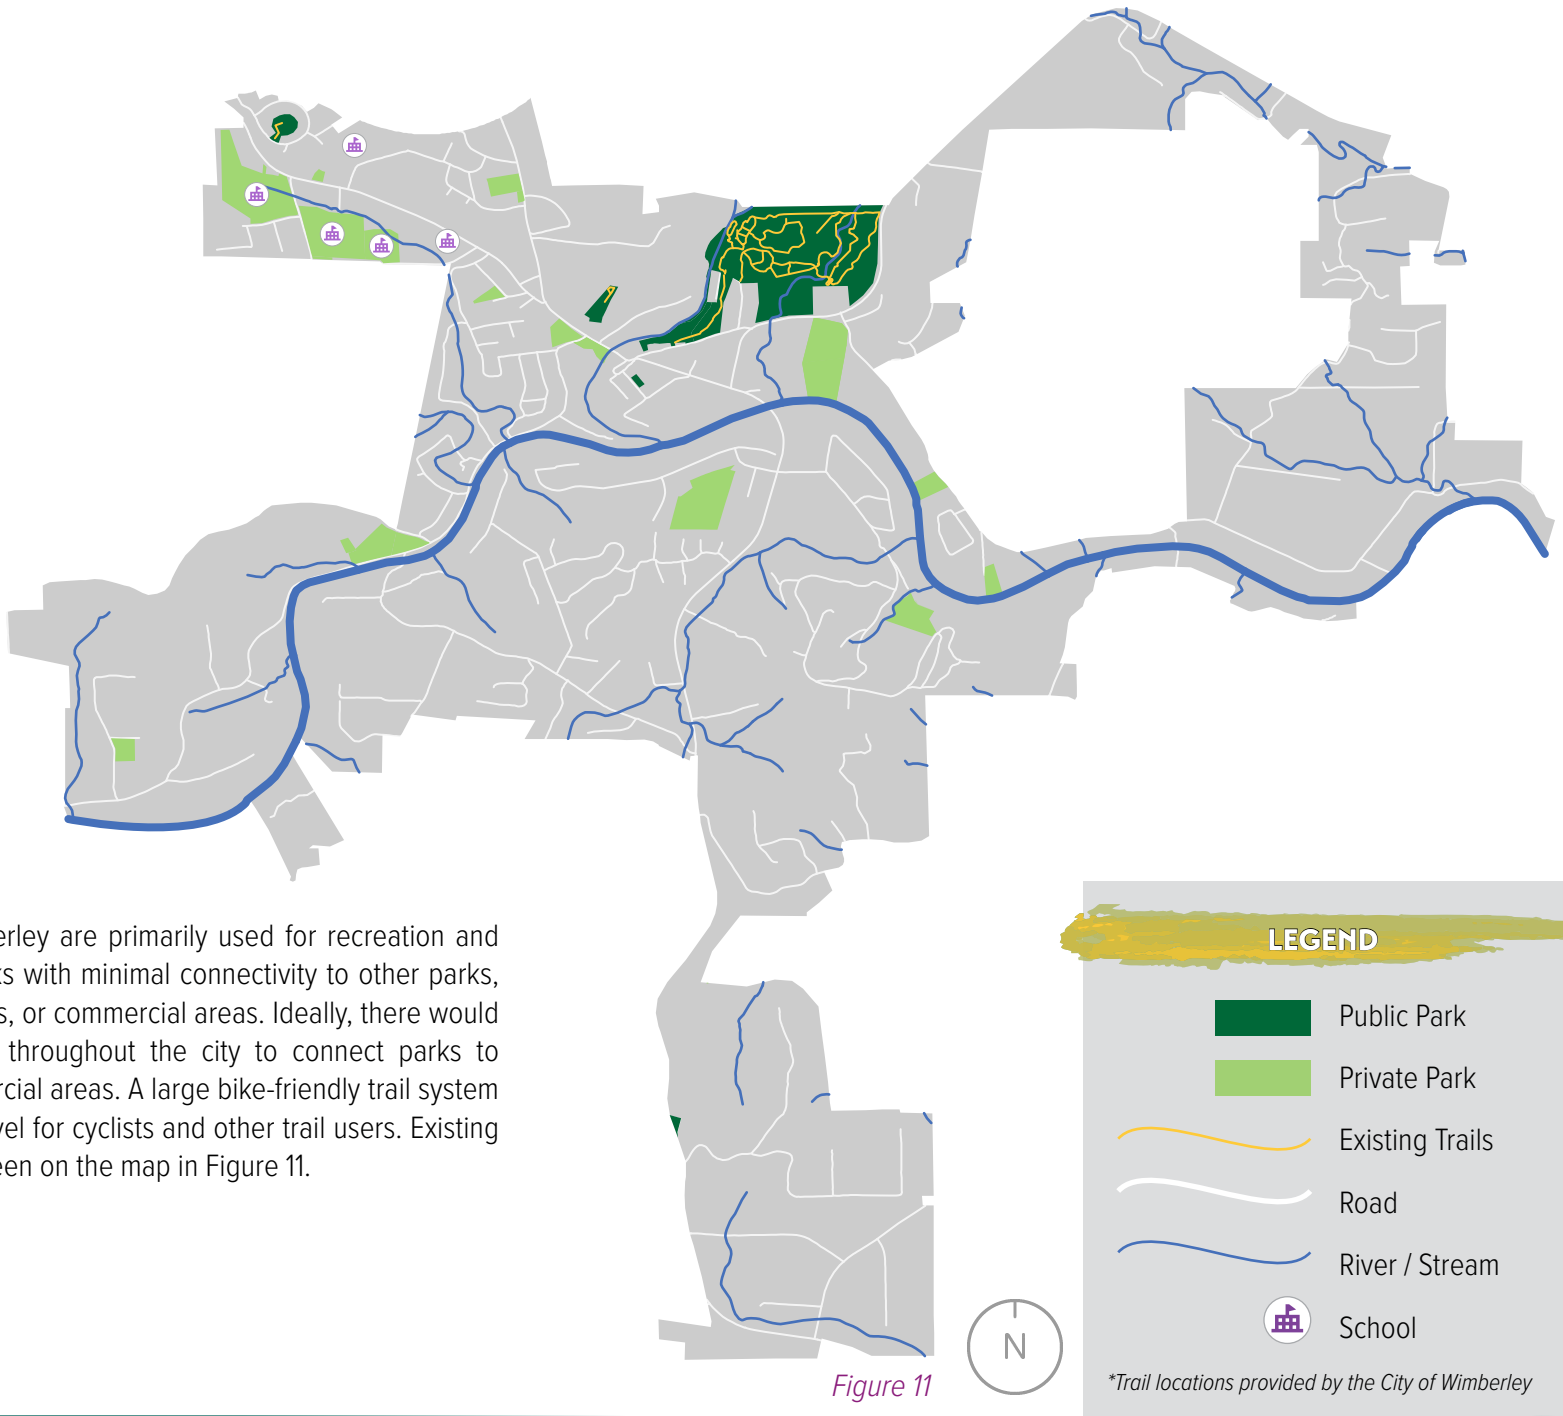 erley are primarily used for recreation and
ks with minimal connectivity to other parks,
s, or commercial areas. Ideally, there would
throughout the city to connect parks to
rcial areas. A large bike-friendly trail system
vel for cyclists and other trail users. Existing
een on the map in Figure 11.
LEGEND
Public Park
Private Park
Existing Trails
Road
River / Stream
School
*Trail locations provided by the City of Wimberley
N
Figure 11